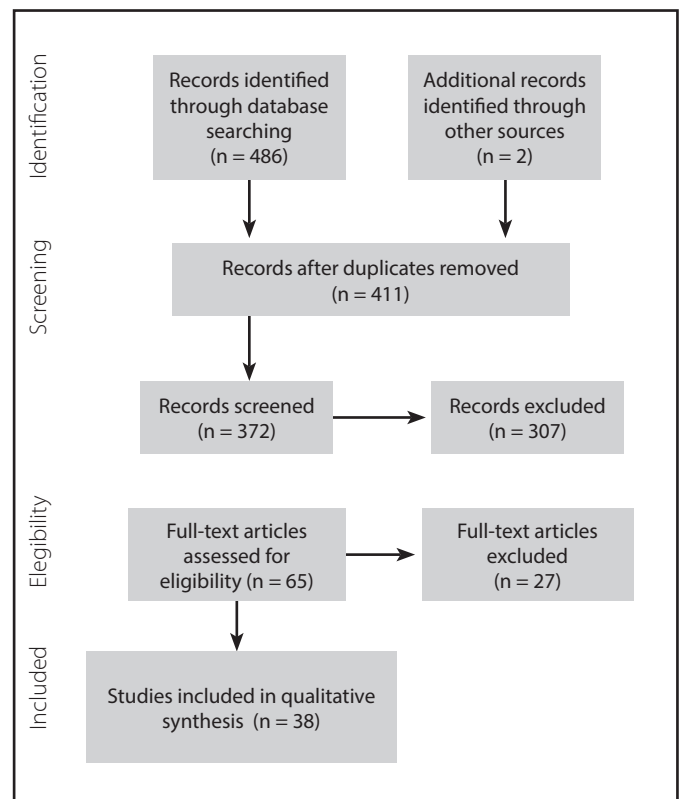 Identification
Records identified
through database
searching
(n = 486)
Additional records
identified through
other sources
(n = 2)
Screening
Records after duplicates removed
(n = 411)
Records screened
(n = 372)
Records excluded
(n = 307)
Elegibility
Full-text articles
assessed for
eligibility (n = 65)
Full-text articles
excluded
(n = 27)
Included
Studies included in qualitative
synthesis (n = 38)